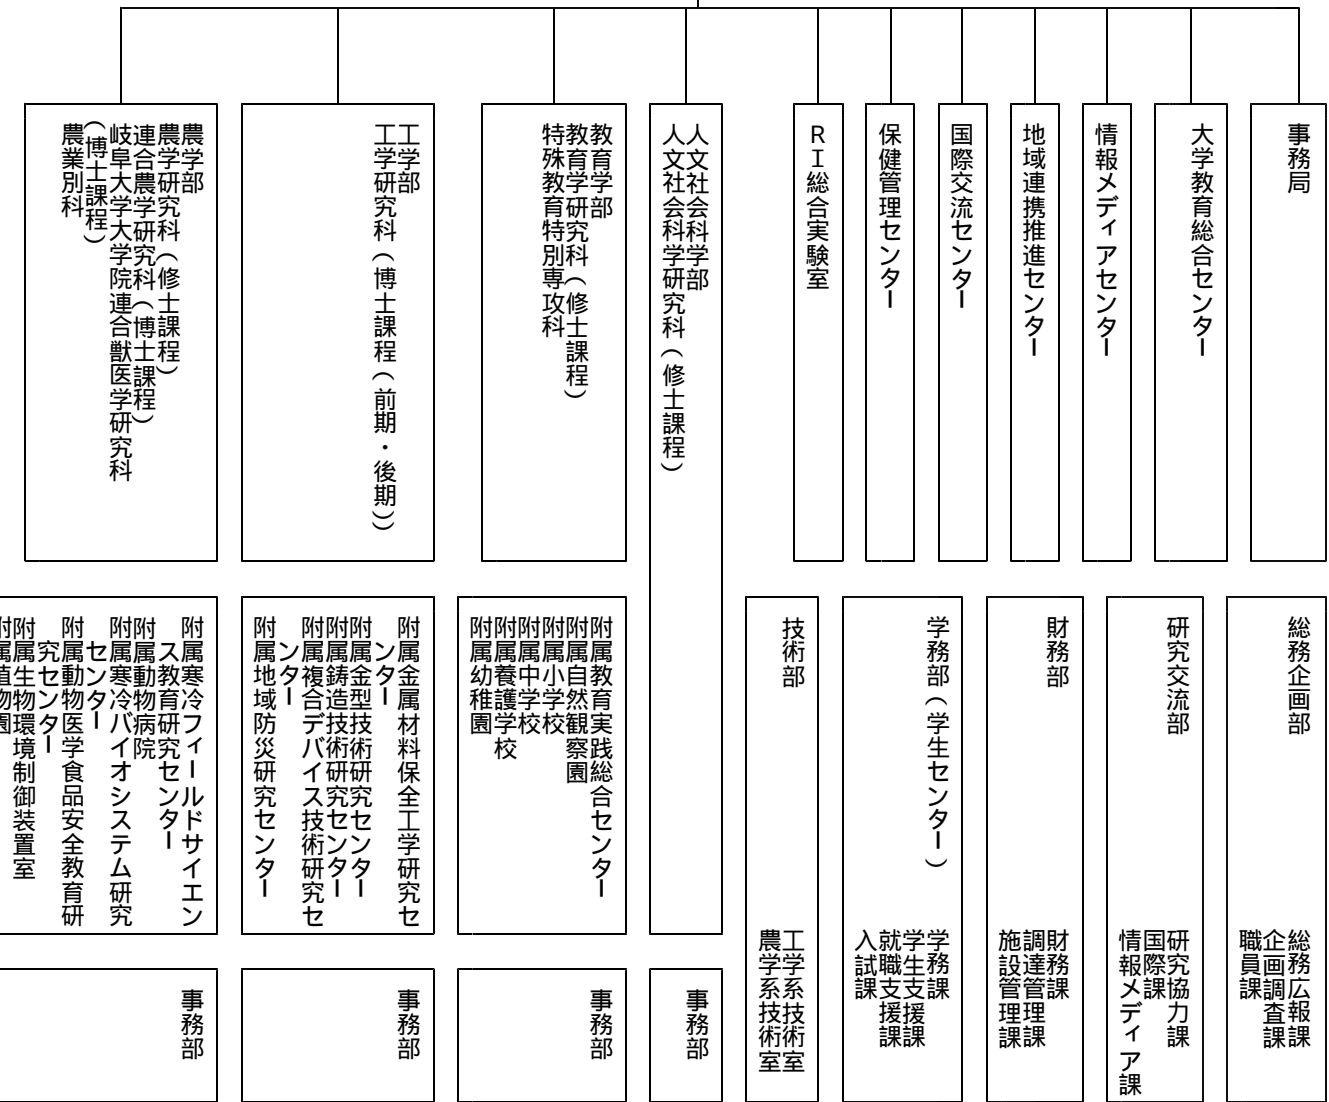 事務局
大学教育総合センター
情報メディアセンター
地域連携推進センター
国際交流センター
保健管理センター
ＲＩ総合実験室
人文社会科学部
人文社会科学研究科（修士課程）
教育学部
教育学研究科（修士課程）
特殊教育特別専攻科
工学部
工学研究科（博士課程（前期・後期））
農学部
農学研究科（修士課程）
連合農学研究科（博士課程）
岐阜大学大学院連合獣医学研究科
（博士課程）
農業別科
総務企画部
総務広報課
企画調査課
職員課
研究交流部
研究協力課
国際課
情報メディア課
財務部
財務課
調達管理課
施設管理課
学務部（学生センター）
学務課
学生支援課
就職支援課
入試課
技術部
工学系技術室
農学系技術室
附属教育実践総合センター
附属自然観察園
附属小学校
附属中学校
附属養護学校
附属幼稚園
附属金属材料保全工学研究セ
ンター
附属金型技術研究センター
附属鋳造技術研究センター
附属複合デバイス技術研究セ
ンター
附属地域防災研究センター
附属寒冷フィールドサイエン
ス教育研究センター
附属動物病院
附属寒冷バイオシステム研究
センター
附属動物医学食品安全教育研
究センター
附属生物環境制御装置室
附属植物園
事務部
事務部
事務部
事務部